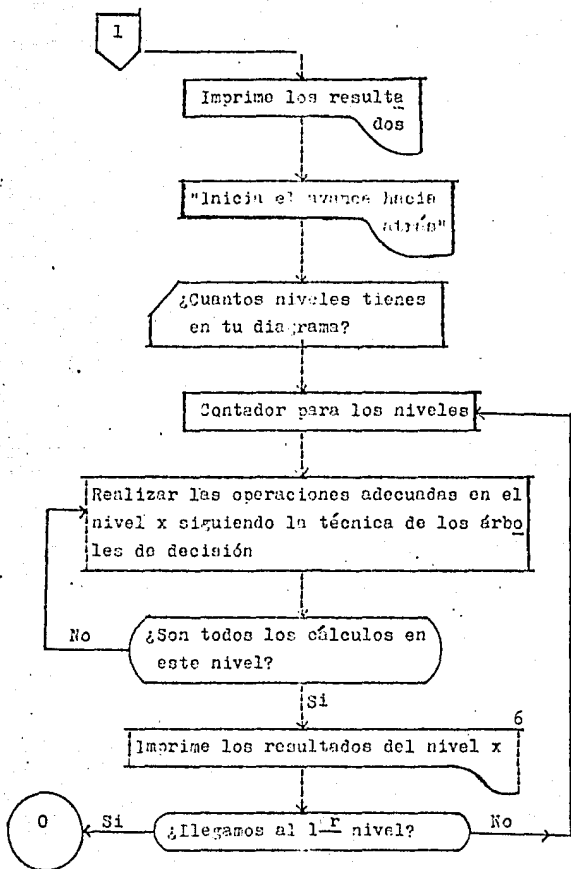 1
Imprime los resulta
dos
"Inicia el avance hacia
atrás"
¿Cuantos niveles tienes
en tu diagrama?
Contador para los niveles
Realizar las operaciones adecuadas en el
nivel x siguiendo la técnica de los árbo
les de decisión
No
¿Son todos los cálculos en
este nivel?
Si
6
Imprime los resultados del nivel x
0
Si
¿Llegamos al 1r nivel?
No